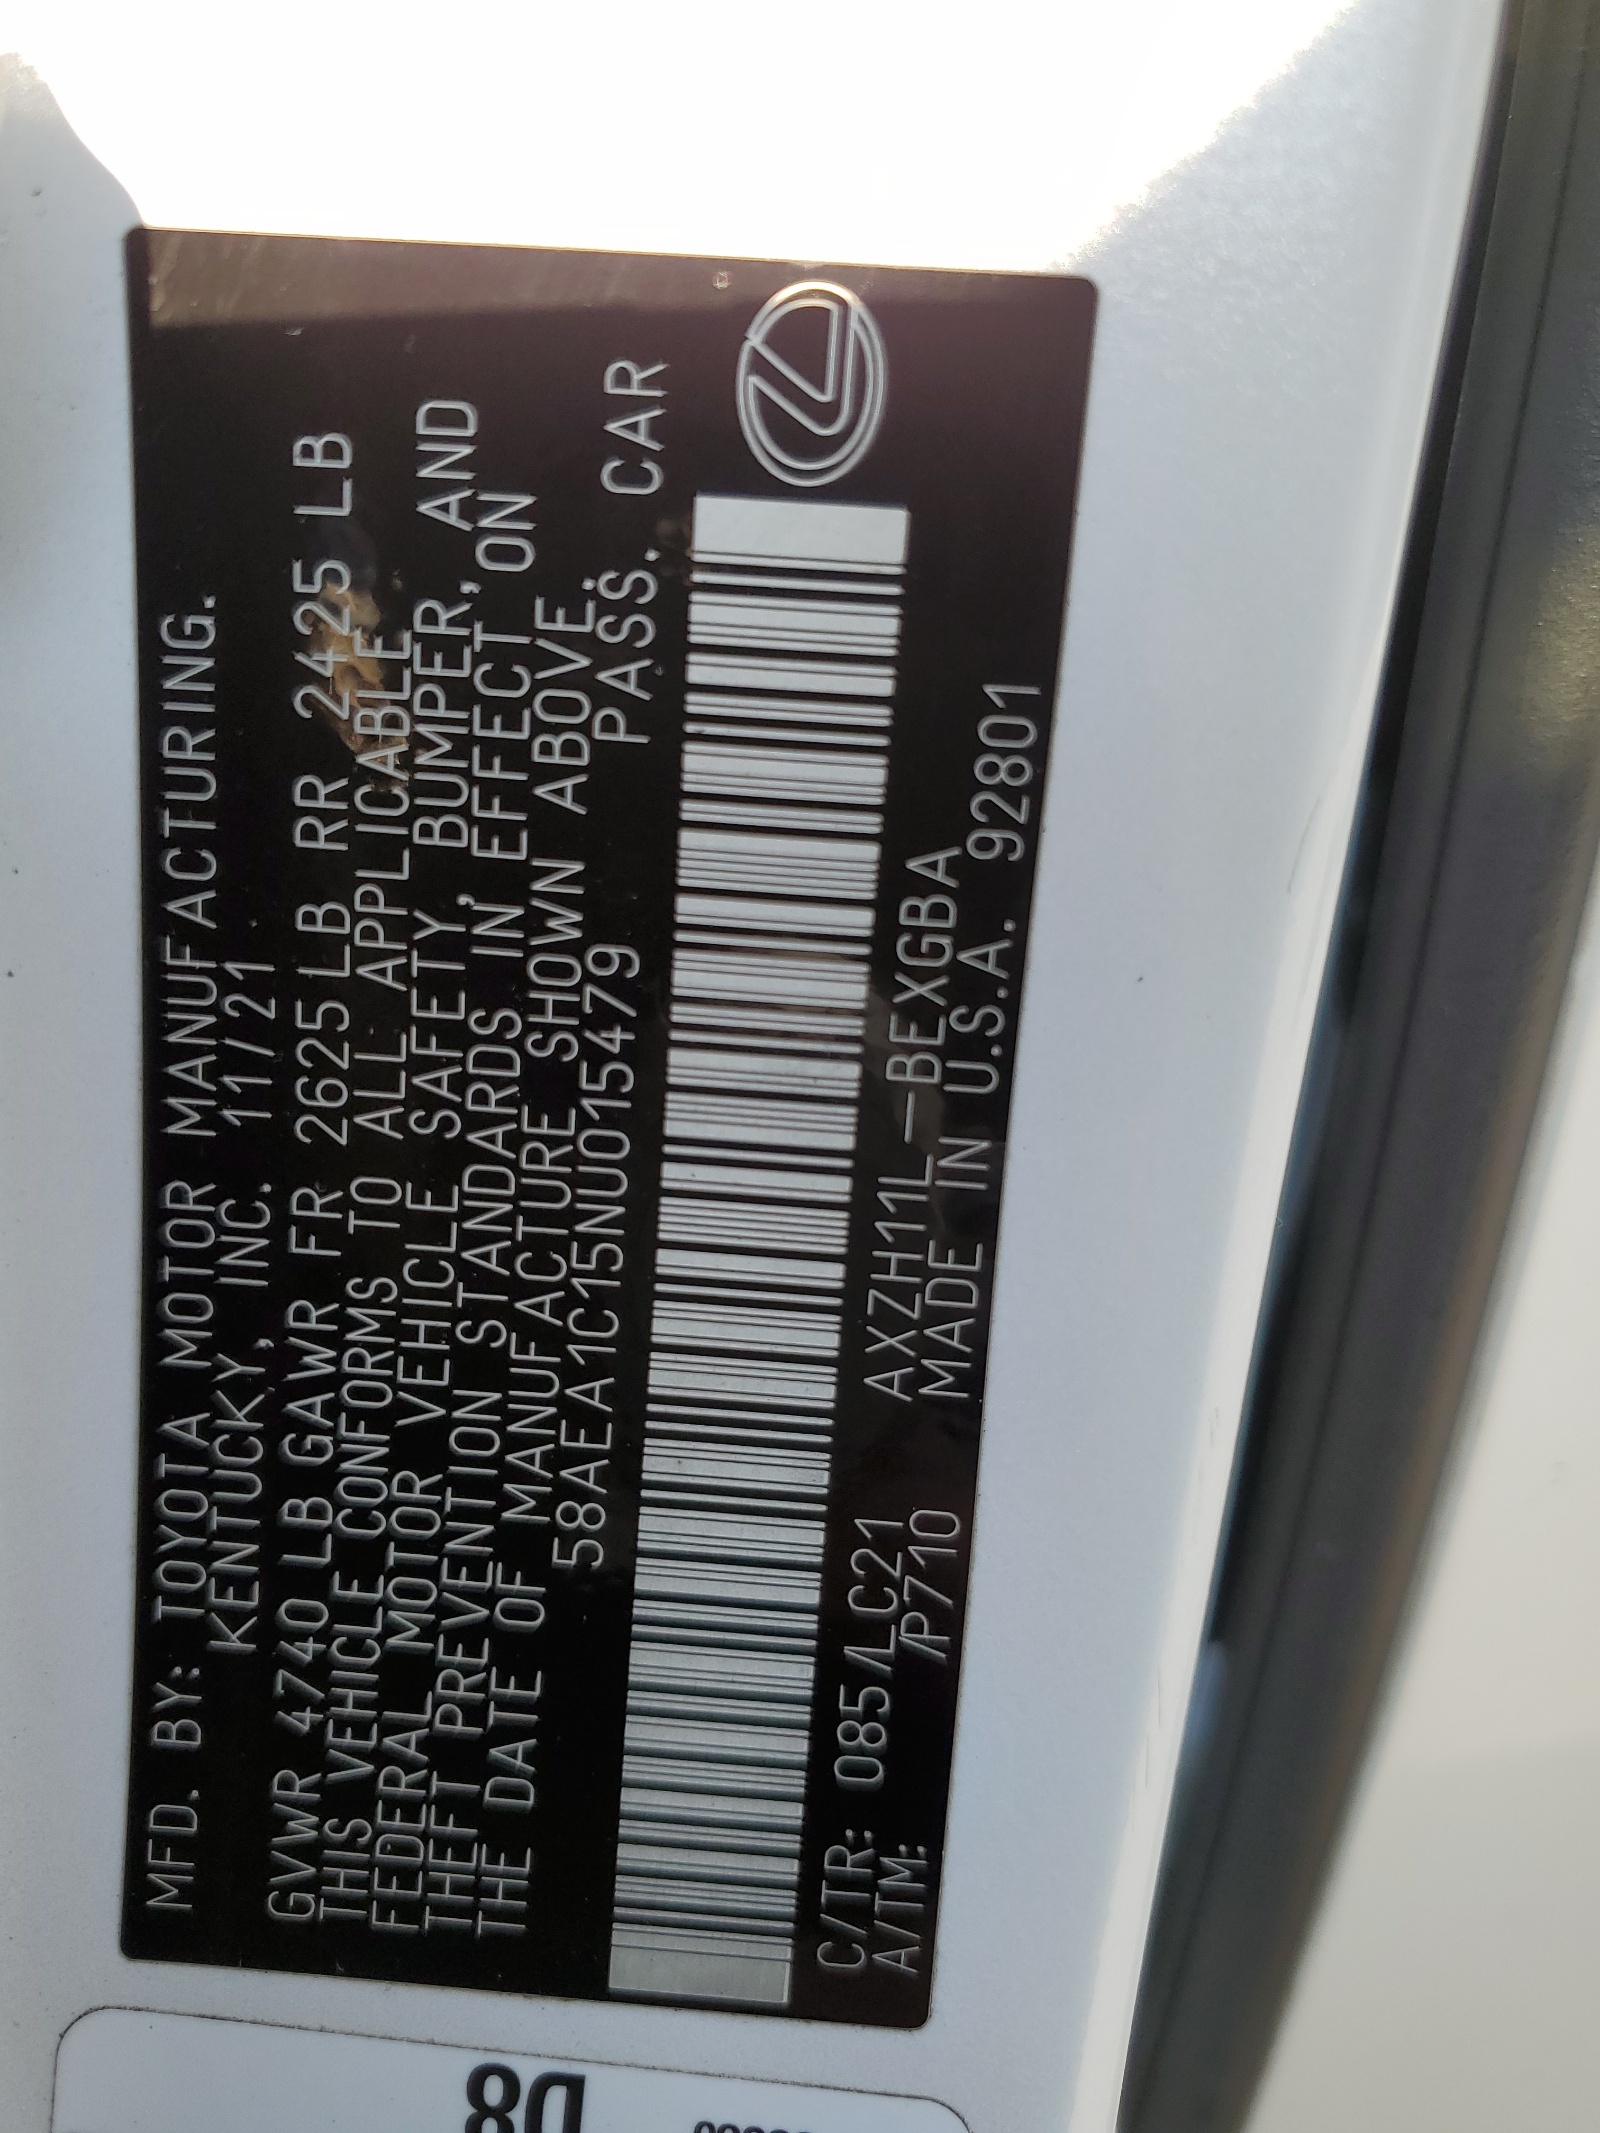 MFD. BY: TOYOTA MOTOR MANUFACTURING.
KENTUCKY, INC. 11/21
GVWR 4740 LB GAWR FR 2625 LB RR 2425 LB
THIS VEHICLE CONFORMS TO ALL APPLICABLE
FEDERAL MOTOR VEHICLE SAFETY, BUMPER, AND
THEFT PREVENTION STANDARDS IN EFFECT ON
THE DATE OF MANUFACTURE SHOWN ABOVE.
58AEA1C15NU015479 PASS. CAR
C/TR: 085/LC21 AXZH11L-BEXGBA
A/TM: /P710 MADE IN U.S.A. 92801
D8